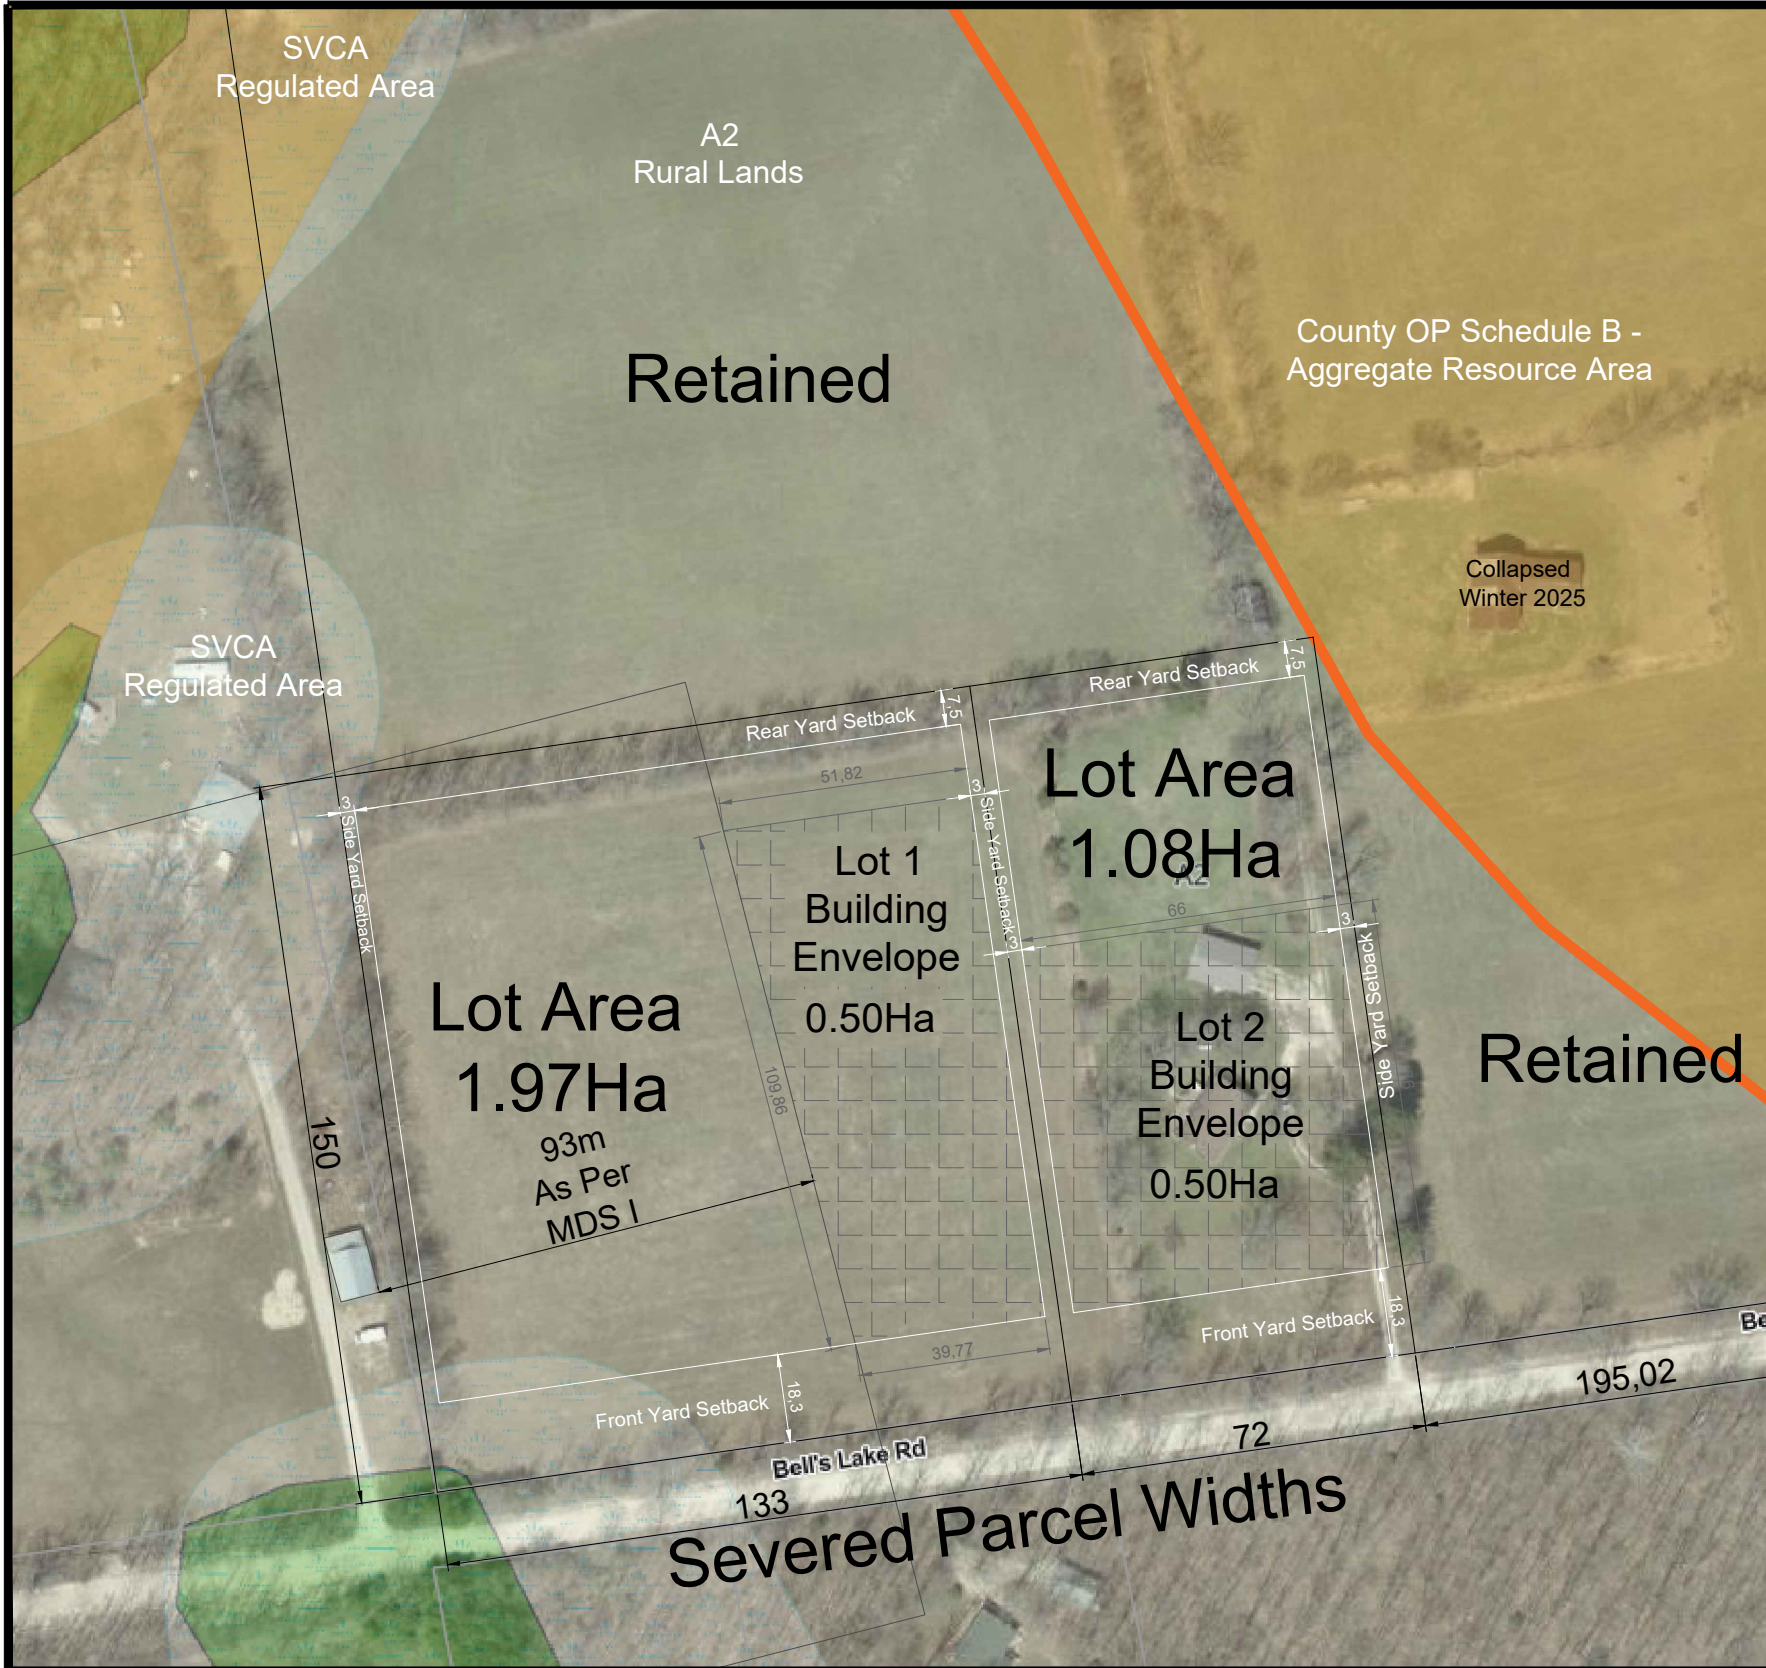 SVCA
Regulated Area
A2
Rural Lands
Retained
County OP Schedule B -
Aggregate Resource Area
Collapsed
Winter 2025
SVCA
Regulated Area
Rear Yard Setback
7,5
Rear Yard Setback
7,5
51,82
3
Side Yard Setback
3
Side Yard Setback
3
Lot Area
1.08Ha
A2
66
3
Side Yard Setback
Lot 1
Building
Envelope
0.50Ha
Lot Area
1.97Ha
93m
As Per
MDS I
109,86
150
Lot 2
Building
Envelope
0.50Ha
Retained
Front Yard Setback
18,3
39,77
Front Yard Setback
18,3
Bell's Lake Rd
Be
133
72
195,02
Severed Parcel Widths